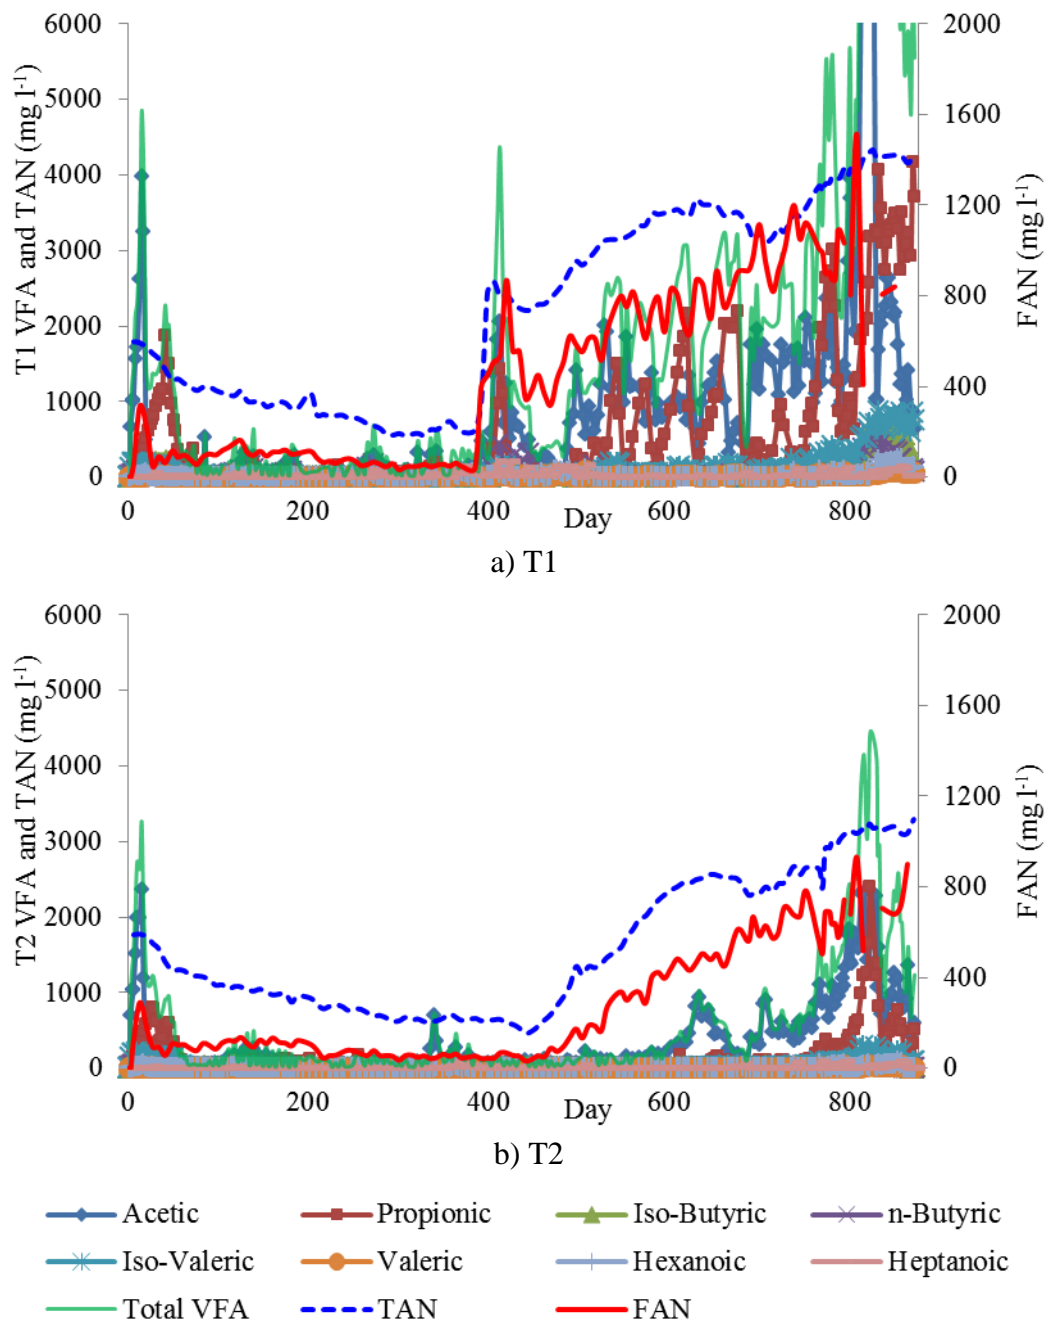 6000
5000
4000
3000
2000
1000
0
T1 VFA and TAN (mg l-1)
2000
1600
1200
800
400
0
FAN (mg l-1)
0 200 400 600 800
Day
a) T1
6000
5000
4000
3000
2000
1000
0
T2 VFA and TAN (mg l-1)
2000
1600
1200
800
400
0
FAN (mg l-1)
0 200 400 600 800
Day
b) T2
Acetic Propionic Iso-Butyric n-Butyric
Iso-Valeric Valeric Hexanoic Heptanoic
Total VFA TAN FAN